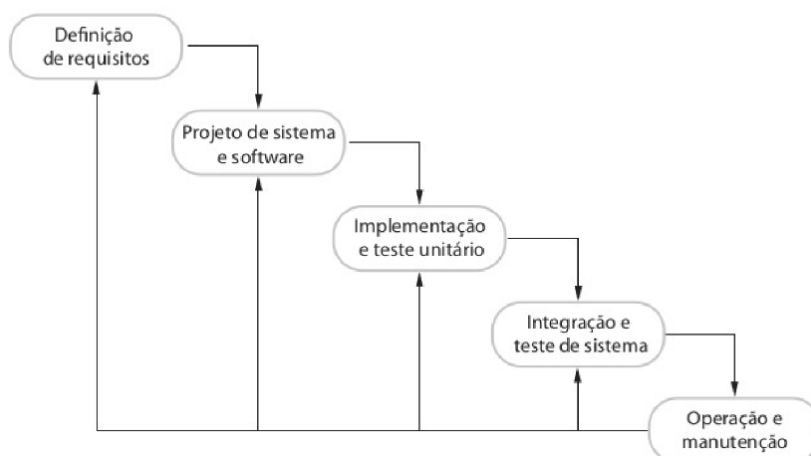 Definição
de requisitos
Projeto de sistema
e software
Implementação
e teste unitário
Integração e
teste de sistema
Operação e
manutenção